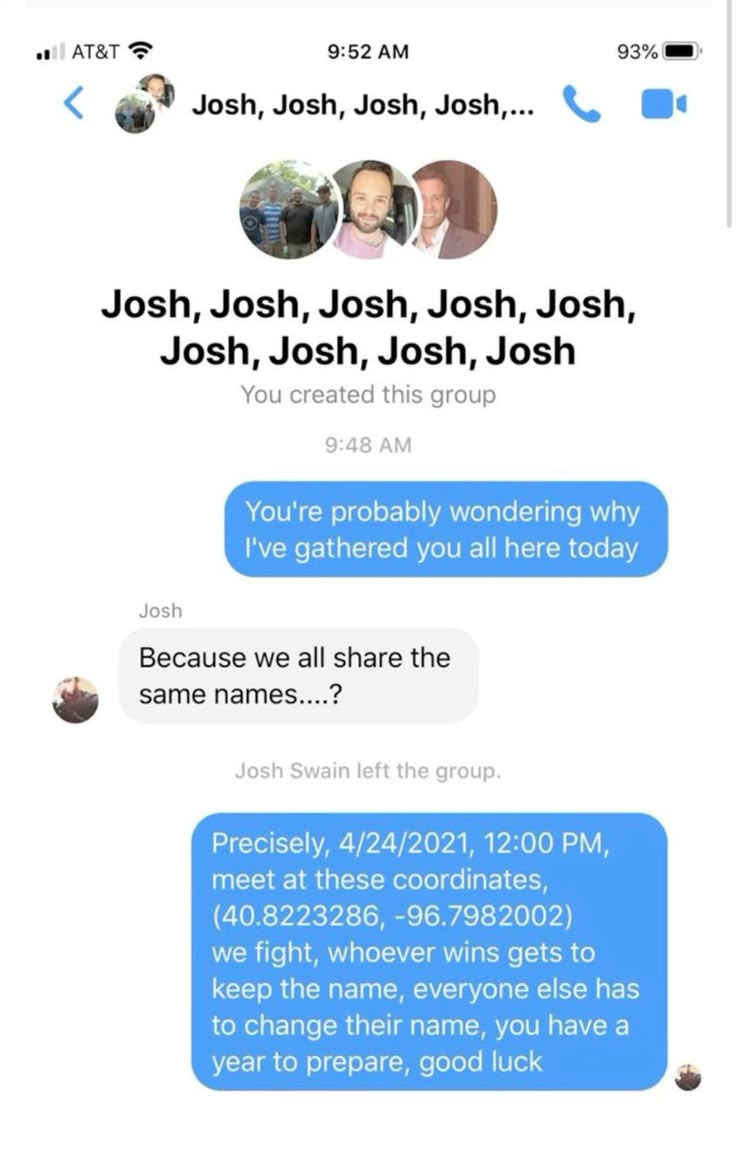 AT&T 9:52 AM 93%
Josh, Josh, Josh, Josh,...
Josh, Josh, Josh, Josh, Josh,
Josh, Josh, Josh, Josh
You created this group
9:48 AM
You're probably wondering why
I've gathered you all here today
Josh
Because we all share the
same names....?
Josh Swain left the group.
Precisely, 4/24/2021, 12:00 PM,
meet at these coordinates,
(40.8223286, -96.7982002)
we fight, whoever wins gets to
keep the name, everyone else has
to change their name, you have a
year to prepare, good luck